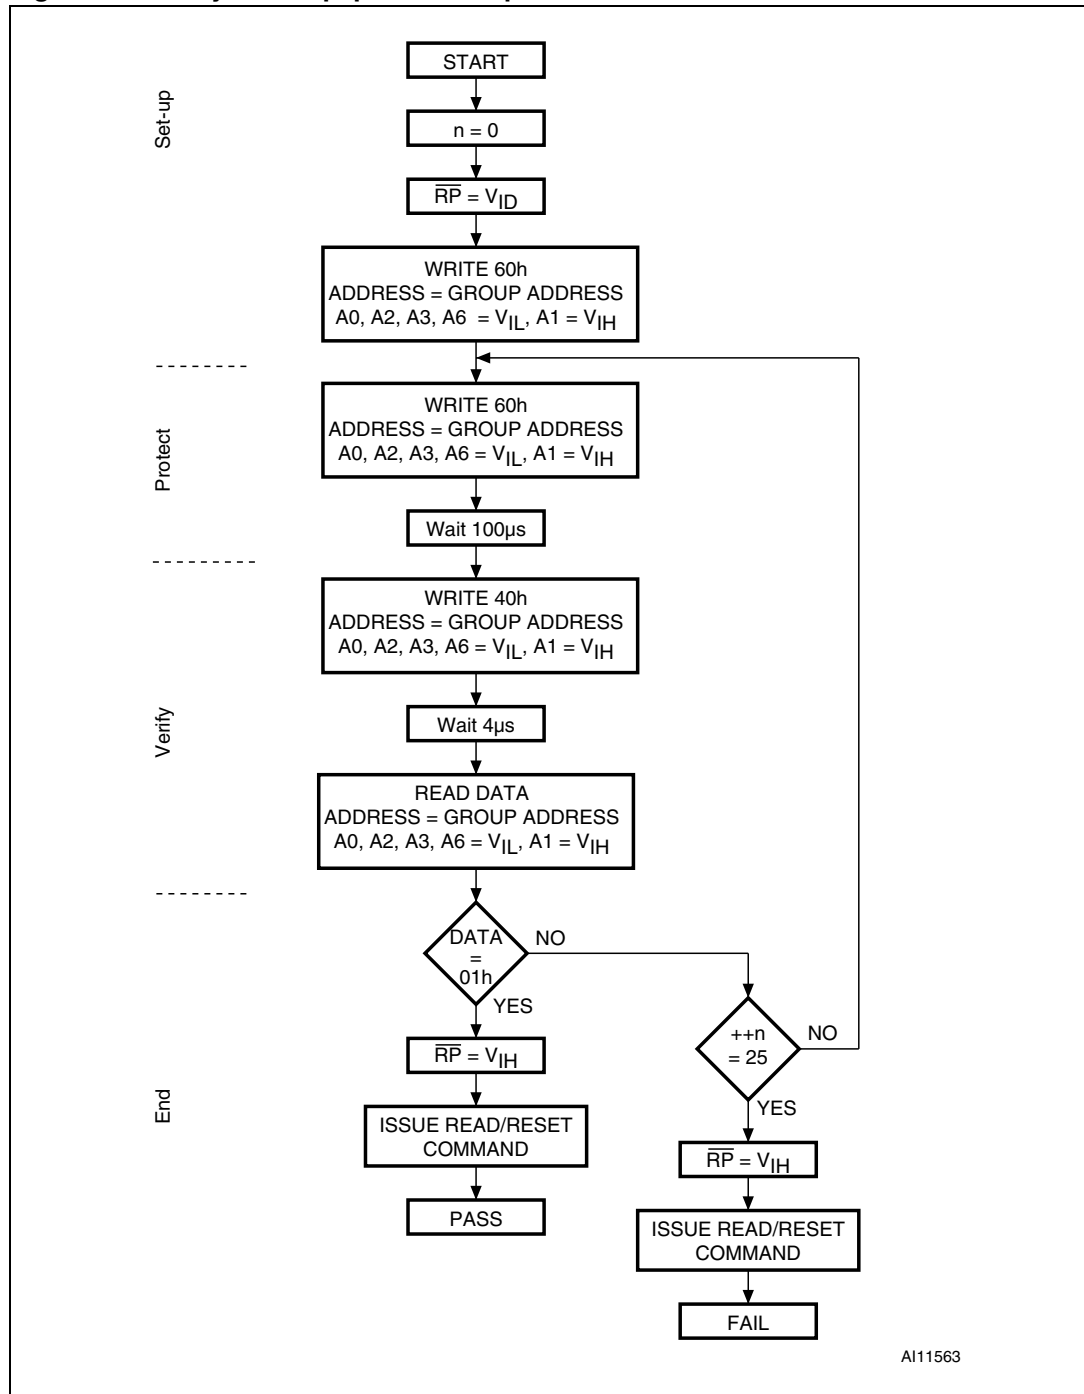 START
Set-up
n = 0
RP = VID
WRITE 60h
ADDRESS = GROUP ADDRESS
A0, A2, A3, A6 = VIL, A1 = VIH
Protect
WRITE 60h
ADDRESS = GROUP ADDRESS
A0, A2, A3, A6 = VIL, A1 = VIH
Wait 100µs
Verify
WRITE 40h
ADDRESS = GROUP ADDRESS
A0, A2, A3, A6 = VIL, A1 = VIH
Wait 4µs
READ DATA
ADDRESS = GROUP ADDRESS
A0, A2, A3, A6 = VIL, A1 = VIH
End
DATA
=
01h
NO
YES
++n
= 25
NO
YES
RP = VIH
ISSUE READ/RESET
COMMAND
PASS
RP = VIH
ISSUE READ/RESET
COMMAND
FAIL
AI11563